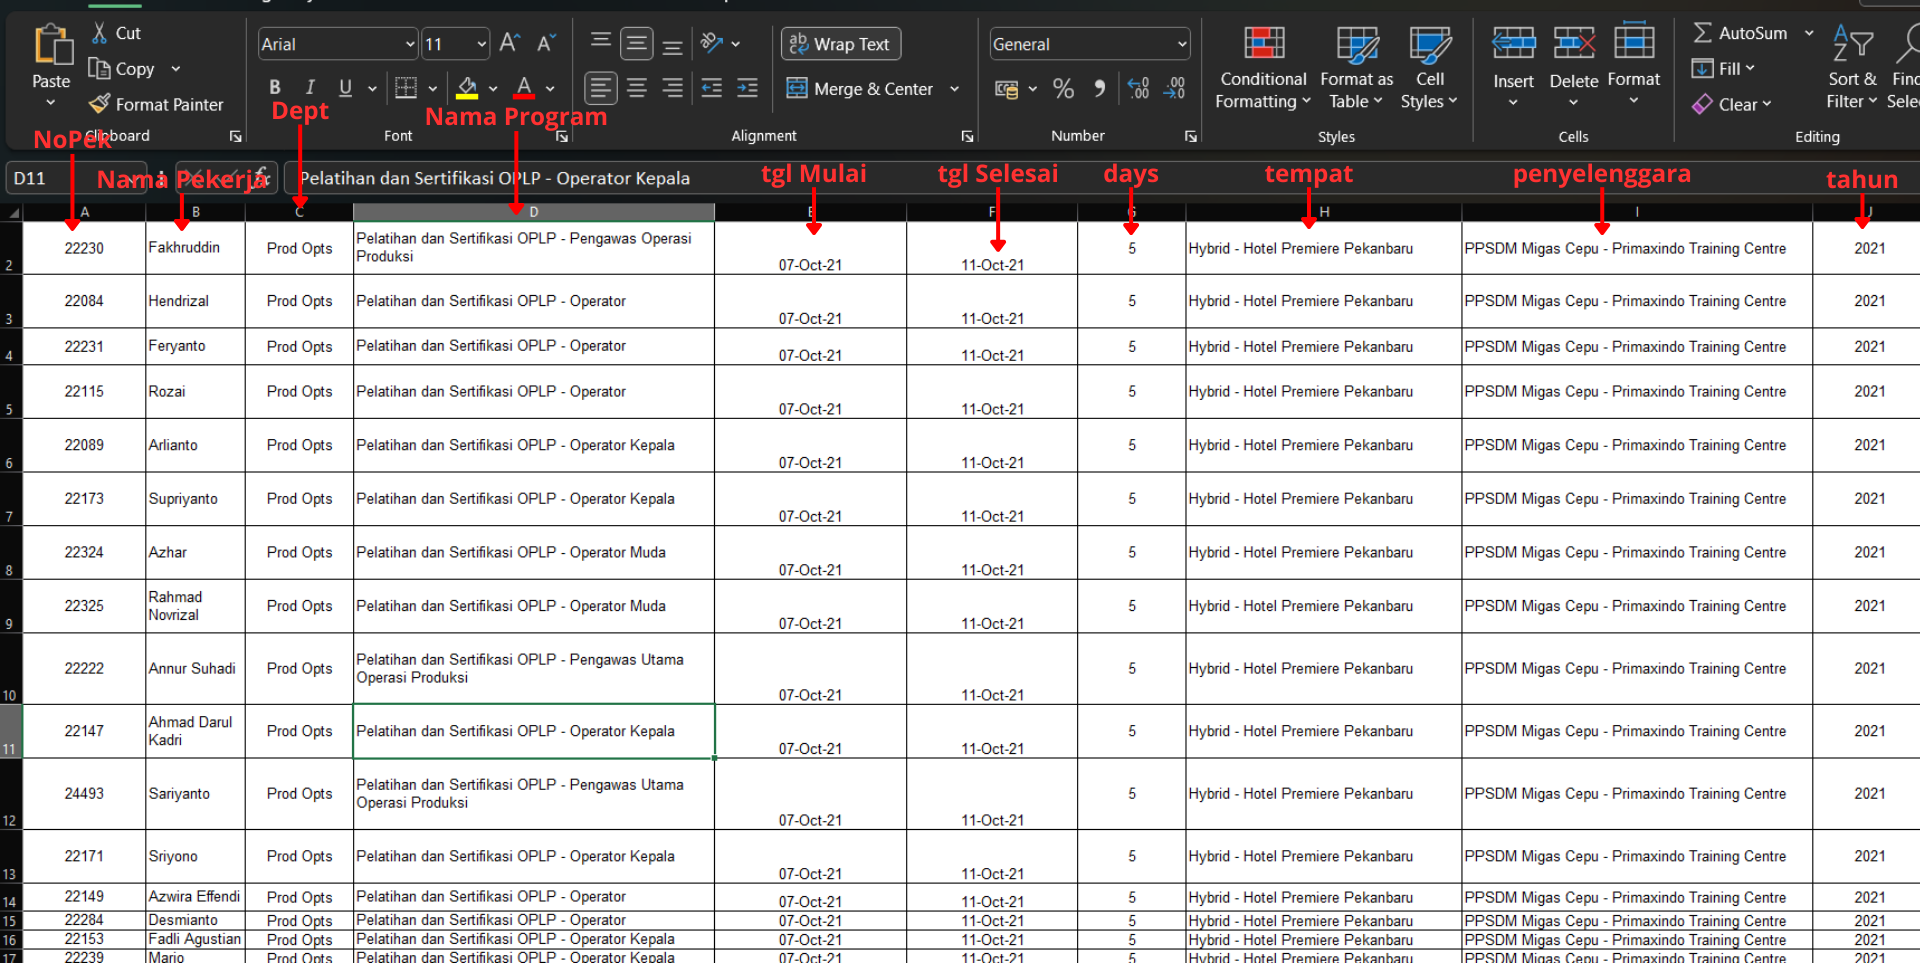 Cut
Copy
Paste
Format Painter
Clipboard
Arial
11
B I U
A
Font
ab
Wrap Text
Merge & Center
Alignment
General
%
Number
Conditional Formatting
Format as Table
Cell Styles
Styles
Insert
Delete
Format
Cells
AutoSum
Fill
Clear
Sort & Filter
Editing
NoPek
Nama Pekerja
Dept
Nama Program
tgl Mulai
tgl Selesai
days
tempat
penyelenggara
tahun
D11
fx
Pelatihan dan Sertifikasi OPLP - Operator Kepala
A B C D E F G H I J
2 22230 Fakhruddin Prod Opts Pelatihan dan Sertifikasi OPLP - Pengawas Operasi Produksi 07-Oct-21 11-Oct-21 5 Hybrid - Hotel Premiere Pekanbaru PPSDM Migas Cepu - Primaxindo Training Centre 2021
3 22084 Hendrizal Prod Opts Pelatihan dan Sertifikasi OPLP - Operator 07-Oct-21 11-Oct-21 5 Hybrid - Hotel Premiere Pekanbaru PPSDM Migas Cepu - Primaxindo Training Centre 2021
4 22231 Feryanto Prod Opts Pelatihan dan Sertifikasi OPLP - Operator 07-Oct-21 11-Oct-21 5 Hybrid - Hotel Premiere Pekanbaru PPSDM Migas Cepu - Primaxindo Training Centre 2021
5 22115 Rozai Prod Opts Pelatihan dan Sertifikasi OPLP - Operator 07-Oct-21 11-Oct-21 5 Hybrid - Hotel Premiere Pekanbaru PPSDM Migas Cepu - Primaxindo Training Centre 2021
6 22089 Arlianto Prod Opts Pelatihan dan Sertifikasi OPLP - Operator Kepala 07-Oct-21 11-Oct-21 5 Hybrid - Hotel Premiere Pekanbaru PPSDM Migas Cepu - Primaxindo Training Centre 2021
7 22173 Supriyanto Prod Opts Pelatihan dan Sertifikasi OPLP - Operator Kepala 07-Oct-21 11-Oct-21 5 Hybrid - Hotel Premiere Pekanbaru PPSDM Migas Cepu - Primaxindo Training Centre 2021
8 22324 Azhar Prod Opts Pelatihan dan Sertifikasi OPLP - Operator Muda 07-Oct-21 11-Oct-21 5 Hybrid - Hotel Premiere Pekanbaru PPSDM Migas Cepu - Primaxindo Training Centre 2021
9 22325 Rahmad Novrizal Prod Opts Pelatihan dan Sertifikasi OPLP - Operator Muda 07-Oct-21 11-Oct-21 5 Hybrid - Hotel Premiere Pekanbaru PPSDM Migas Cepu - Primaxindo Training Centre 2021
10 22222 Annur Suhadi Prod Opts Pelatihan dan Sertifikasi OPLP - Pengawas Utama Operasi Produksi 07-Oct-21 11-Oct-21 5 Hybrid - Hotel Premiere Pekanbaru PPSDM Migas Cepu - Primaxindo Training Centre 2021
11 22147 Ahmad Darul Kadri Prod Opts Pelatihan dan Sertifikasi OPLP - Operator Kepala 07-Oct-21 11-Oct-21 5 Hybrid - Hotel Premiere Pekanbaru PPSDM Migas Cepu - Primaxindo Training Centre 2021
12 24493 Sariyanto Prod Opts Pelatihan dan Sertifikasi OPLP - Pengawas Utama Operasi Produksi 07-Oct-21 11-Oct-21 5 Hybrid - Hotel Premiere Pekanbaru PPSDM Migas Cepu - Primaxindo Training Centre 2021
13 22171 Sriyono Prod Opts Pelatihan dan Sertifikasi OPLP - Operator Kepala 07-Oct-21 11-Oct-21 5 Hybrid - Hotel Premiere Pekanbaru PPSDM Migas Cepu - Primaxindo Training Centre 2021
14 22149 Azwira Effendi Prod Opts Pelatihan dan Sertifikasi OPLP - Operator 07-Oct-21 11-Oct-21 5 Hybrid - Hotel Premiere Pekanbaru PPSDM Migas Cepu - Primaxindo Training Centre 2021
15 22284 Desmianto Prod Opts Pelatihan dan Sertifikasi OPLP - Operator 07-Oct-21 11-Oct-21 5 Hybrid - Hotel Premiere Pekanbaru PPSDM Migas Cepu - Primaxindo Training Centre 2021
16 22153 Fadli Agustian Prod Opts Pelatihan dan Sertifikasi OPLP - Operator Kepala 07-Oct-21 11-Oct-21 5 Hybrid - Hotel Premiere Pekanbaru PPSDM Migas Cepu - Primaxindo Training Centre 2021
17 22239 Mario Prod Opts Pelatihan dan Sertifikasi OPLP - Operator Kepala 07-Oct-21 11-Oct-21 5 Hybrid - Hotel Premiere Pekanbaru PPSDM Migas Cepu - Primaxindo Training Centre 2021